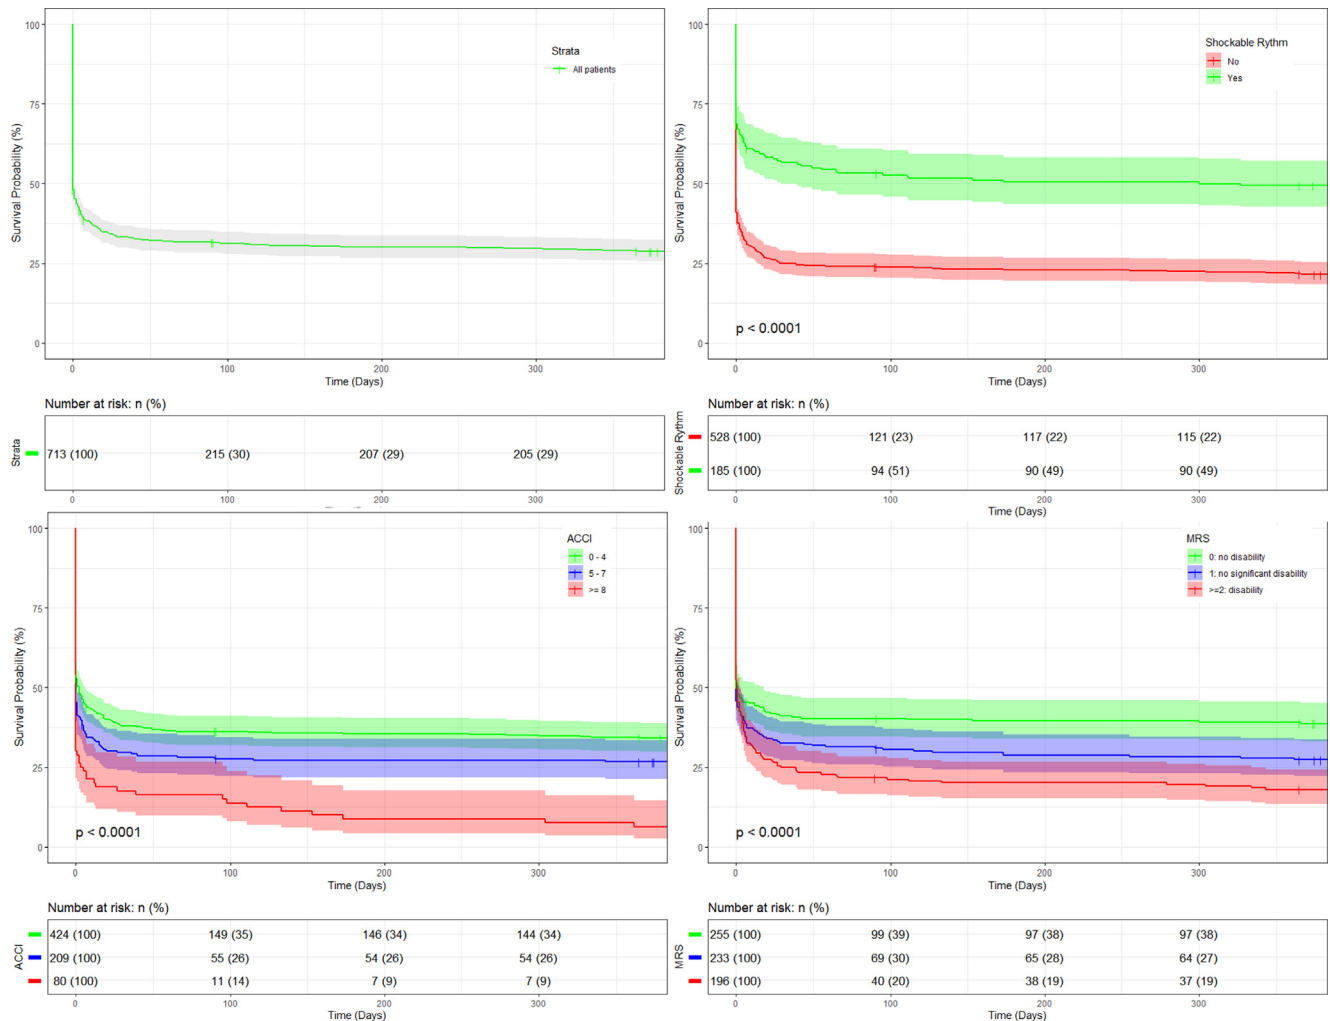 Strata
All patients
Survival Probability (%)
100
75
50
25
0
0 100 200 300
Time (Days)
Number at risk: n (%)
Strata
713 (100) 215 (30) 207 (29) 205 (29)
0 100 200 300
Time (Days)
Shockable Rythm
No
Yes
Survival Probability (%)
100
75
50
25
0
p < 0.0001
0 100 200 300
Time (Days)
Number at risk: n (%)
Shockable Rythm
528 (100) 121 (23) 117 (22) 115 (22)
185 (100) 94 (51) 90 (49) 90 (49)
0 100 200 300
Time (Days)
ACCI
0 - 4
5 - 7
>= 8
Survival Probability (%)
100
75
50
25
0
p < 0.0001
0 100 200 300
Time (Days)
Number at risk: n (%)
ACCI
424 (100) 149 (35) 146 (34) 144 (34)
209 (100) 55 (26) 54 (26) 54 (26)
80 (100) 11 (14) 7 (9) 7 (9)
0 100 200 300
Time (Days)
MRS
0: no disability
1: no significant disability
>=2: disability
Survival Probability (%)
100
75
50
25
0
p < 0.0001
0 100 200 300
Time (Days)
Number at risk: n (%)
MRS
255 (100) 99 (39) 97 (38) 97 (38)
233 (100) 69 (30) 65 (28) 64 (27)
196 (100) 40 (20) 38 (19) 37 (19)
0 100 200 300
Time (Days)